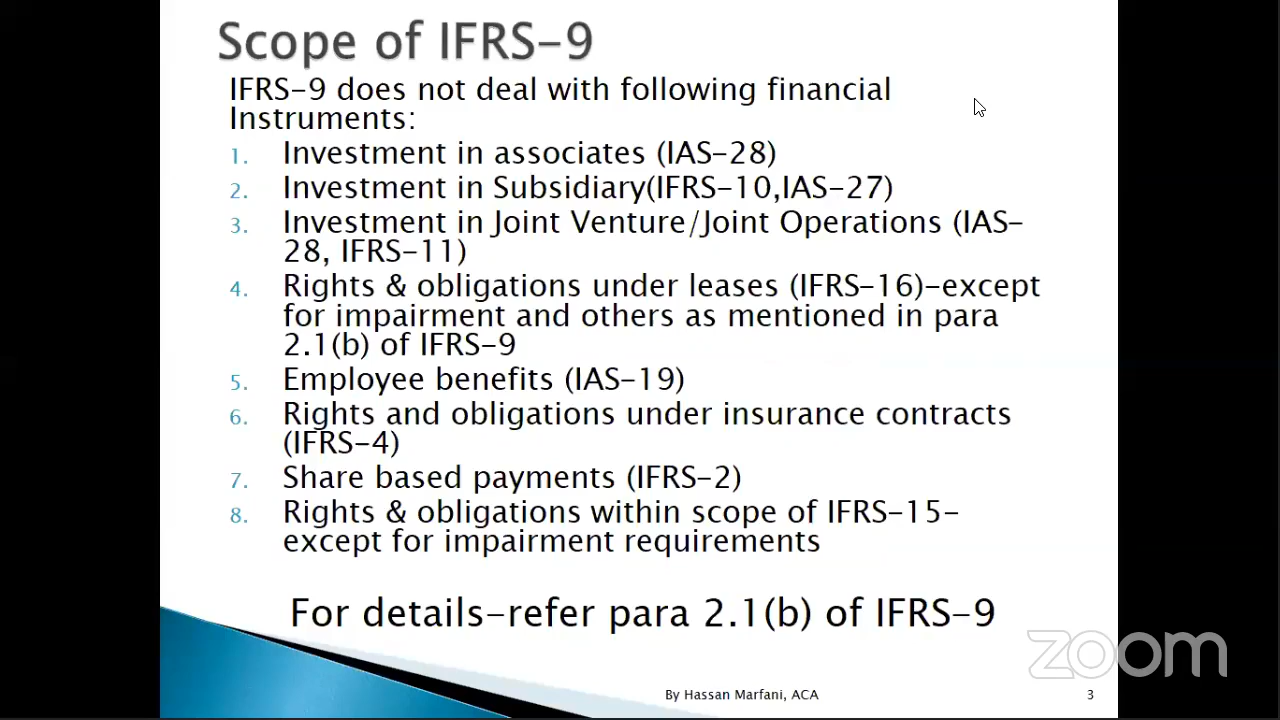 Scope of IFRS-9
IFRS-9 does not deal with following financial
Instruments:
1. Investment in associates (IAS-28)
2. Investment in Subsidiary(IFRS-10,IAS-27)
3. Investment in Joint Venture/Joint Operations (IAS-
28, IFRS-11)
4. Rights & obligations under leases (IFRS-16)-except
for impairment and others as mentioned in para
2.1(b) of IFRS-9
5. Employee benefits (IAS-19)
6. Rights and obligations under insurance contracts
(IFRS-4)
7. Share based payments (IFRS-2)
8. Rights & obligations within scope of IFRS-15-
except for impairment requirements
For details-refer para 2.1(b) of IFRS-9
zoom
By Hassan Marfani, ACA 3